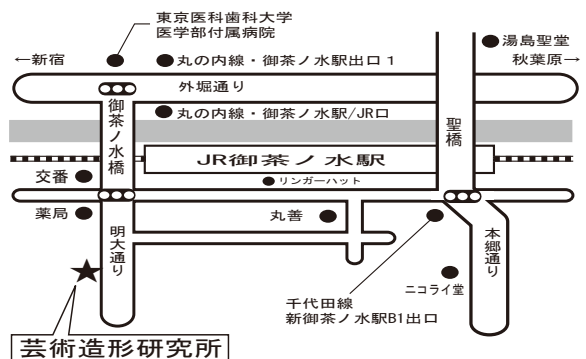 東京医科歯科大学
医学部付属病院
←新宿
丸の内線・御茶ノ水駅出口1
湯島聖堂
秋葉原→
外堀通り
丸の内線・御茶ノ水駅/JR口
御茶ノ水橋
聖橋
JR御茶ノ水駅
交番
リンガーハット
薬局
丸善
明大通り
本郷通り
ニコライ堂
千代田線
新御茶ノ水駅B1出口
芸術造形研究所